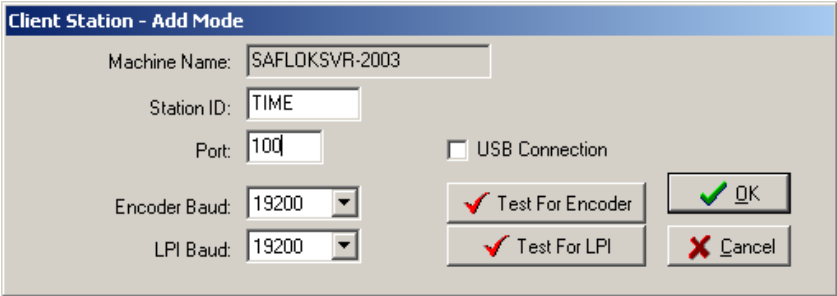 Client Station - Add Mode
Machine Name: SAFLOKSVR-2003
Station ID: TIME
Port: 100 USB Connection
Encoder Baud: 19200 Test For Encoder OK
LPI Baud: 19200 Test For LPI Cancel